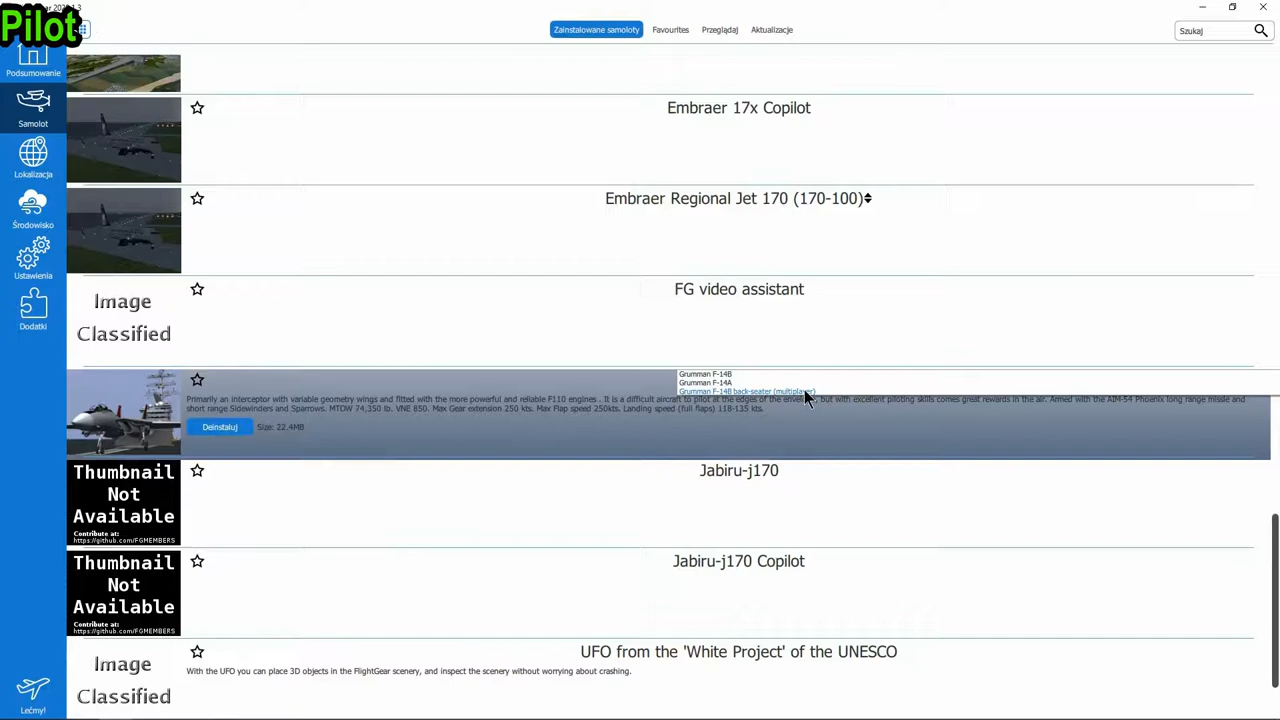 Pilot
Zainstalowane samoloty
Favourites
Przeglądaj
Aktualizacje
Szukaj
Podsumowanie
Samolot
Lokalizacja
Środowisko
Ustawienia
Dodatki
Lećmy!
Embraer 17x Copilot
Embraer Regional Jet 170 (170-100)
Image
Classified
FG video assistant
Grumman F-14B
Grumman F-14A
Grumman F-14B back-seater (multiplayer)
Primarily an interceptor with variable geometry wings and fitted with the more powerful and reliable F110 engines . It is a difficult aircraft to pilot at the edges of the but with excellent piloting skills comes great rewards in the air. Armed with the AIM-54 Phoenix long range missle and
short range Sidewinders and Sparrows. MTOW 74,350 lb. VNE 850. Max Gear extension 250 kts. Max Flap speed 250kts. Landing speed (full flaps) 118-135 kts.
Deinstaluj
Size: 22.4MB
Thumbnail
Not
Available
Contribute at:
https://github.com/FGMEMBERS
Jabiru-j170
Thumbnail
Not
Available
Contribute at:
https://github.com/FGMEMBERS
Jabiru-j170 Copilot
Image
Classified
UFO from the 'White Project' of the UNESCO
With the UFO you can place 3D objects in the FlightGear scenery, and inspect the scenery without worrying about crashing.